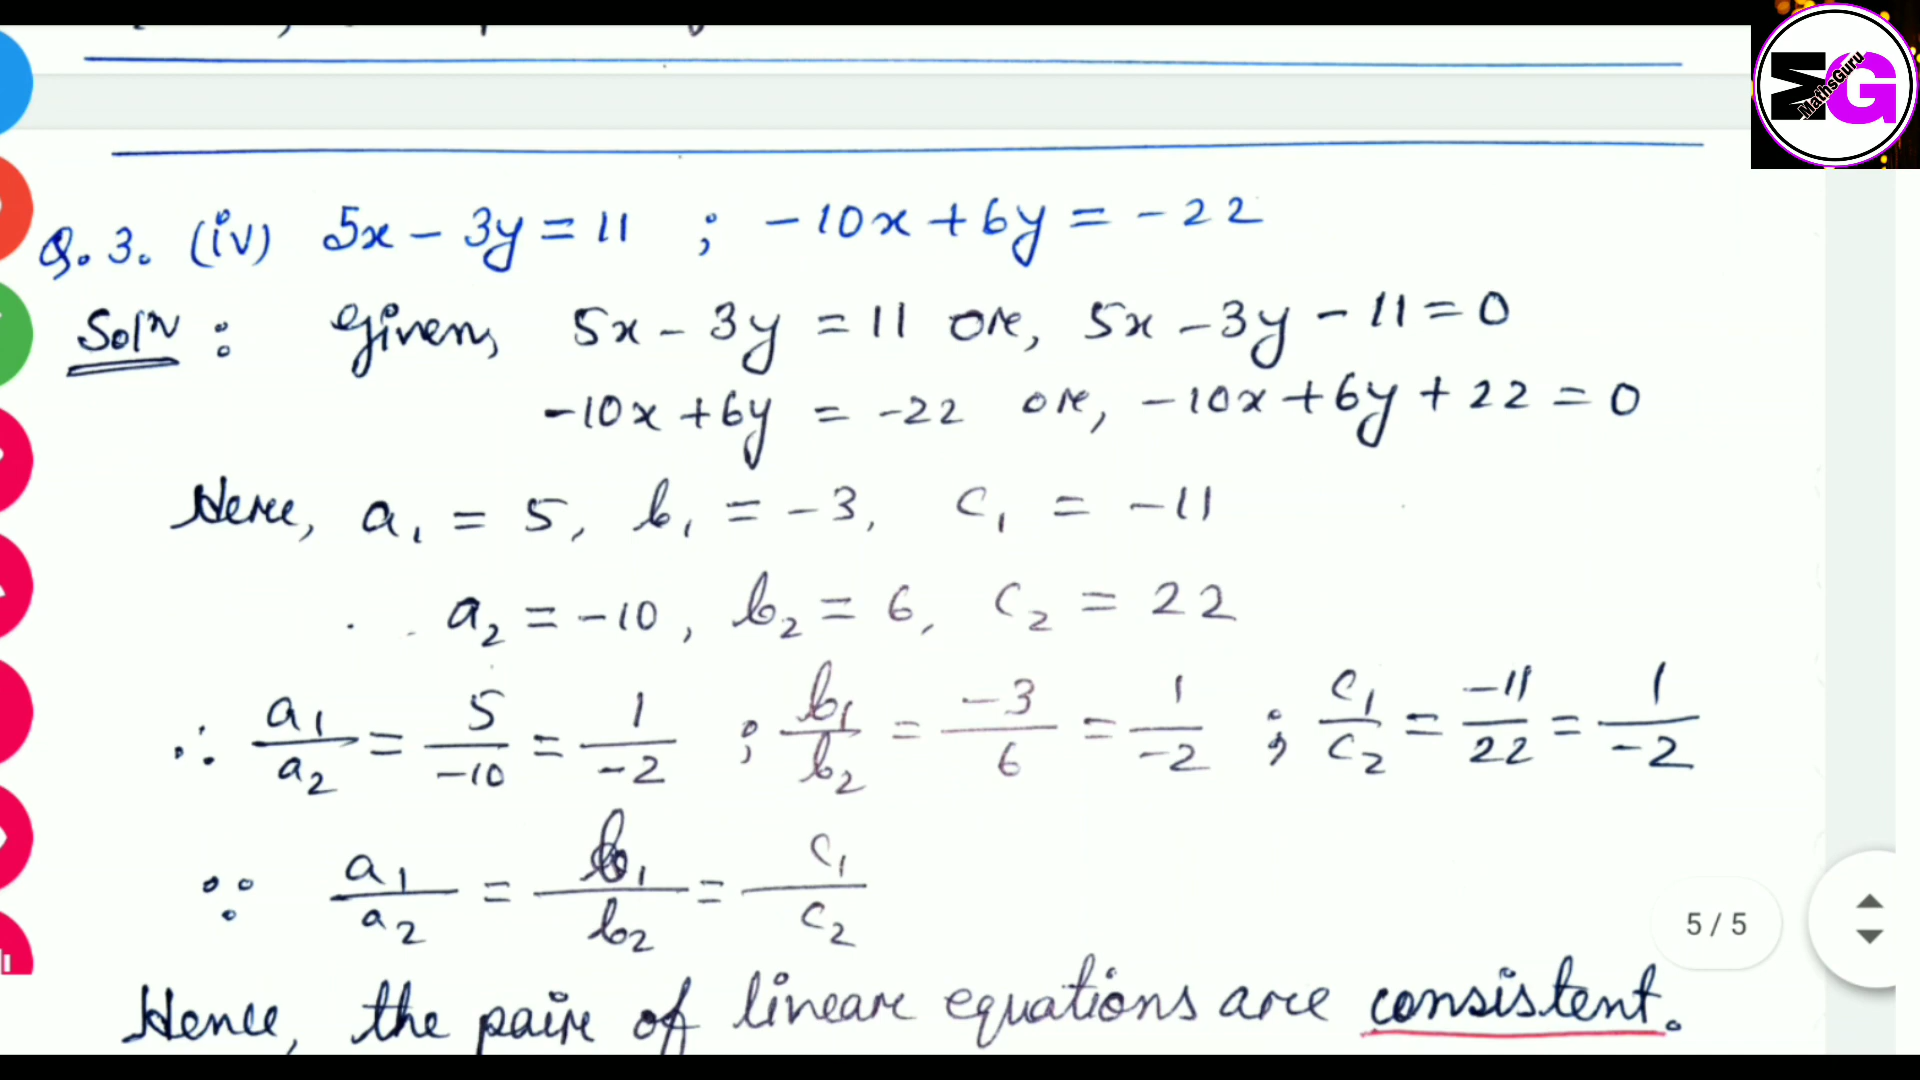 MathsGuru
Q.3. (iv) 5x - 3y = 11 ; -10x + 6y = -22
Soln : Given, 5x - 3y = 11 or, 5x - 3y - 11 = 0
-10x + 6y = -22 or, -10x + 6y + 22 = 0
Here, a₁ = 5, b₁ = -3, c₁ = -11
a₂ = -10, b₂ = 6, c₂ = 22
∴ a₁/a₂ = 5/-10 = 1/-2 ; b₁/b₂ = -3/6 = 1/-2 ; c₁/c₂ = -11/22 = 1/-2
∵ a₁/a₂ = b₁/b₂ = c₁/c₂
5 / 5
Hence, the pair of linear equations are consistent.